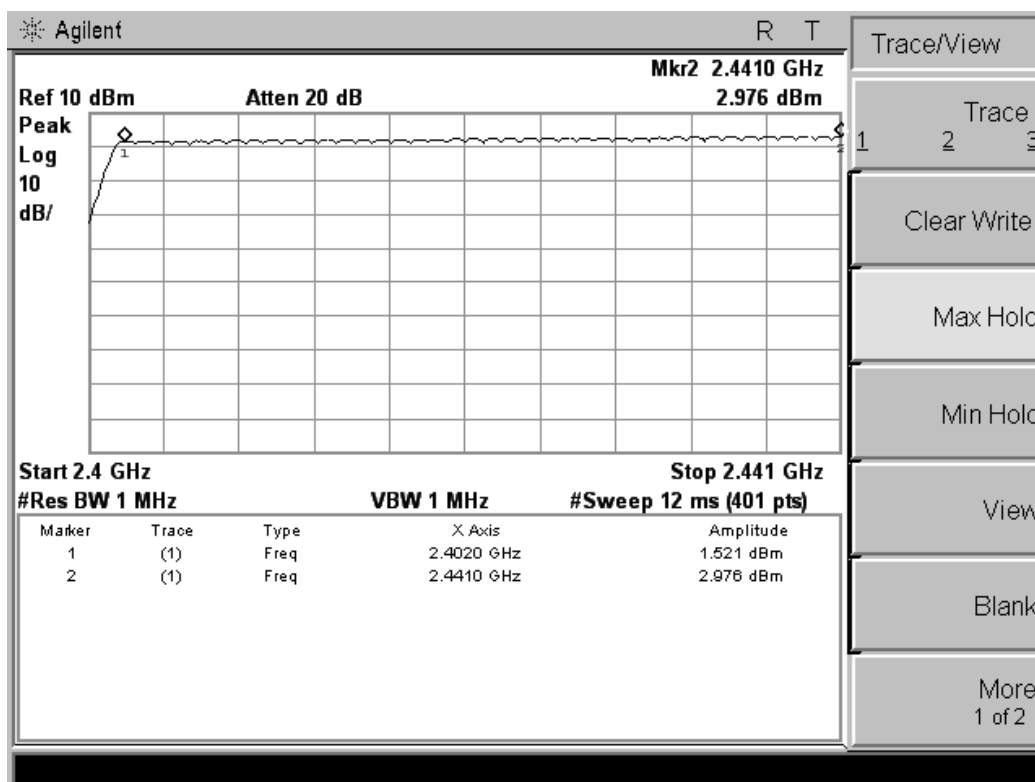 Agilent
R T
Trace/View
Mkr2 2.4410 GHz
Ref 10 dBm Atten 20 dB 2.976 dBm
Peak
Log
10
dB/
1
2
Trace
1 2 3
Clear Write
Max Hold
Min Hold
View
Blank
More
1 of 2
Start 2.4 GHz Stop 2.441 GHz
#Res BW 1 MHz VBW 1 MHz #Sweep 12 ms (401 pts)
Marker Trace Type X Axis Amplitude
1 (1) Freq 2.4020 GHz 1.521 dBm
2 (1) Freq 2.4410 GHz 2.976 dBm